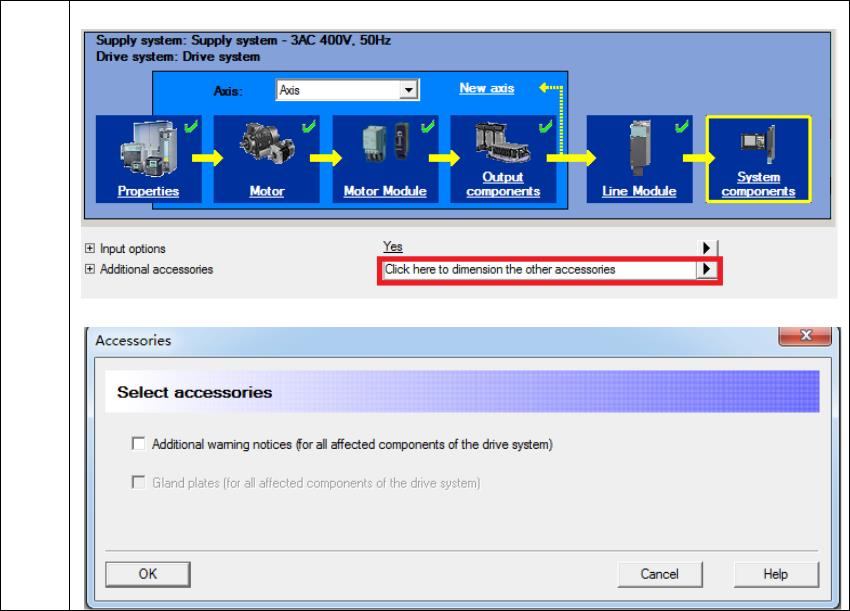 Supply system: Supply system - 3AC 400V, 50Hz
Drive system: Drive system
Axis: Axis New axis
Properties
Motor
Motor Module
Output components
Line Module
System components
Input options Yes
Additional accessories Click here to dimension the other accessories
Accessories
Select accessories
Additional warning notices (for all affected components of the drive system)
Gland plates (for all affected components of the drive system)
OK Cancel Help